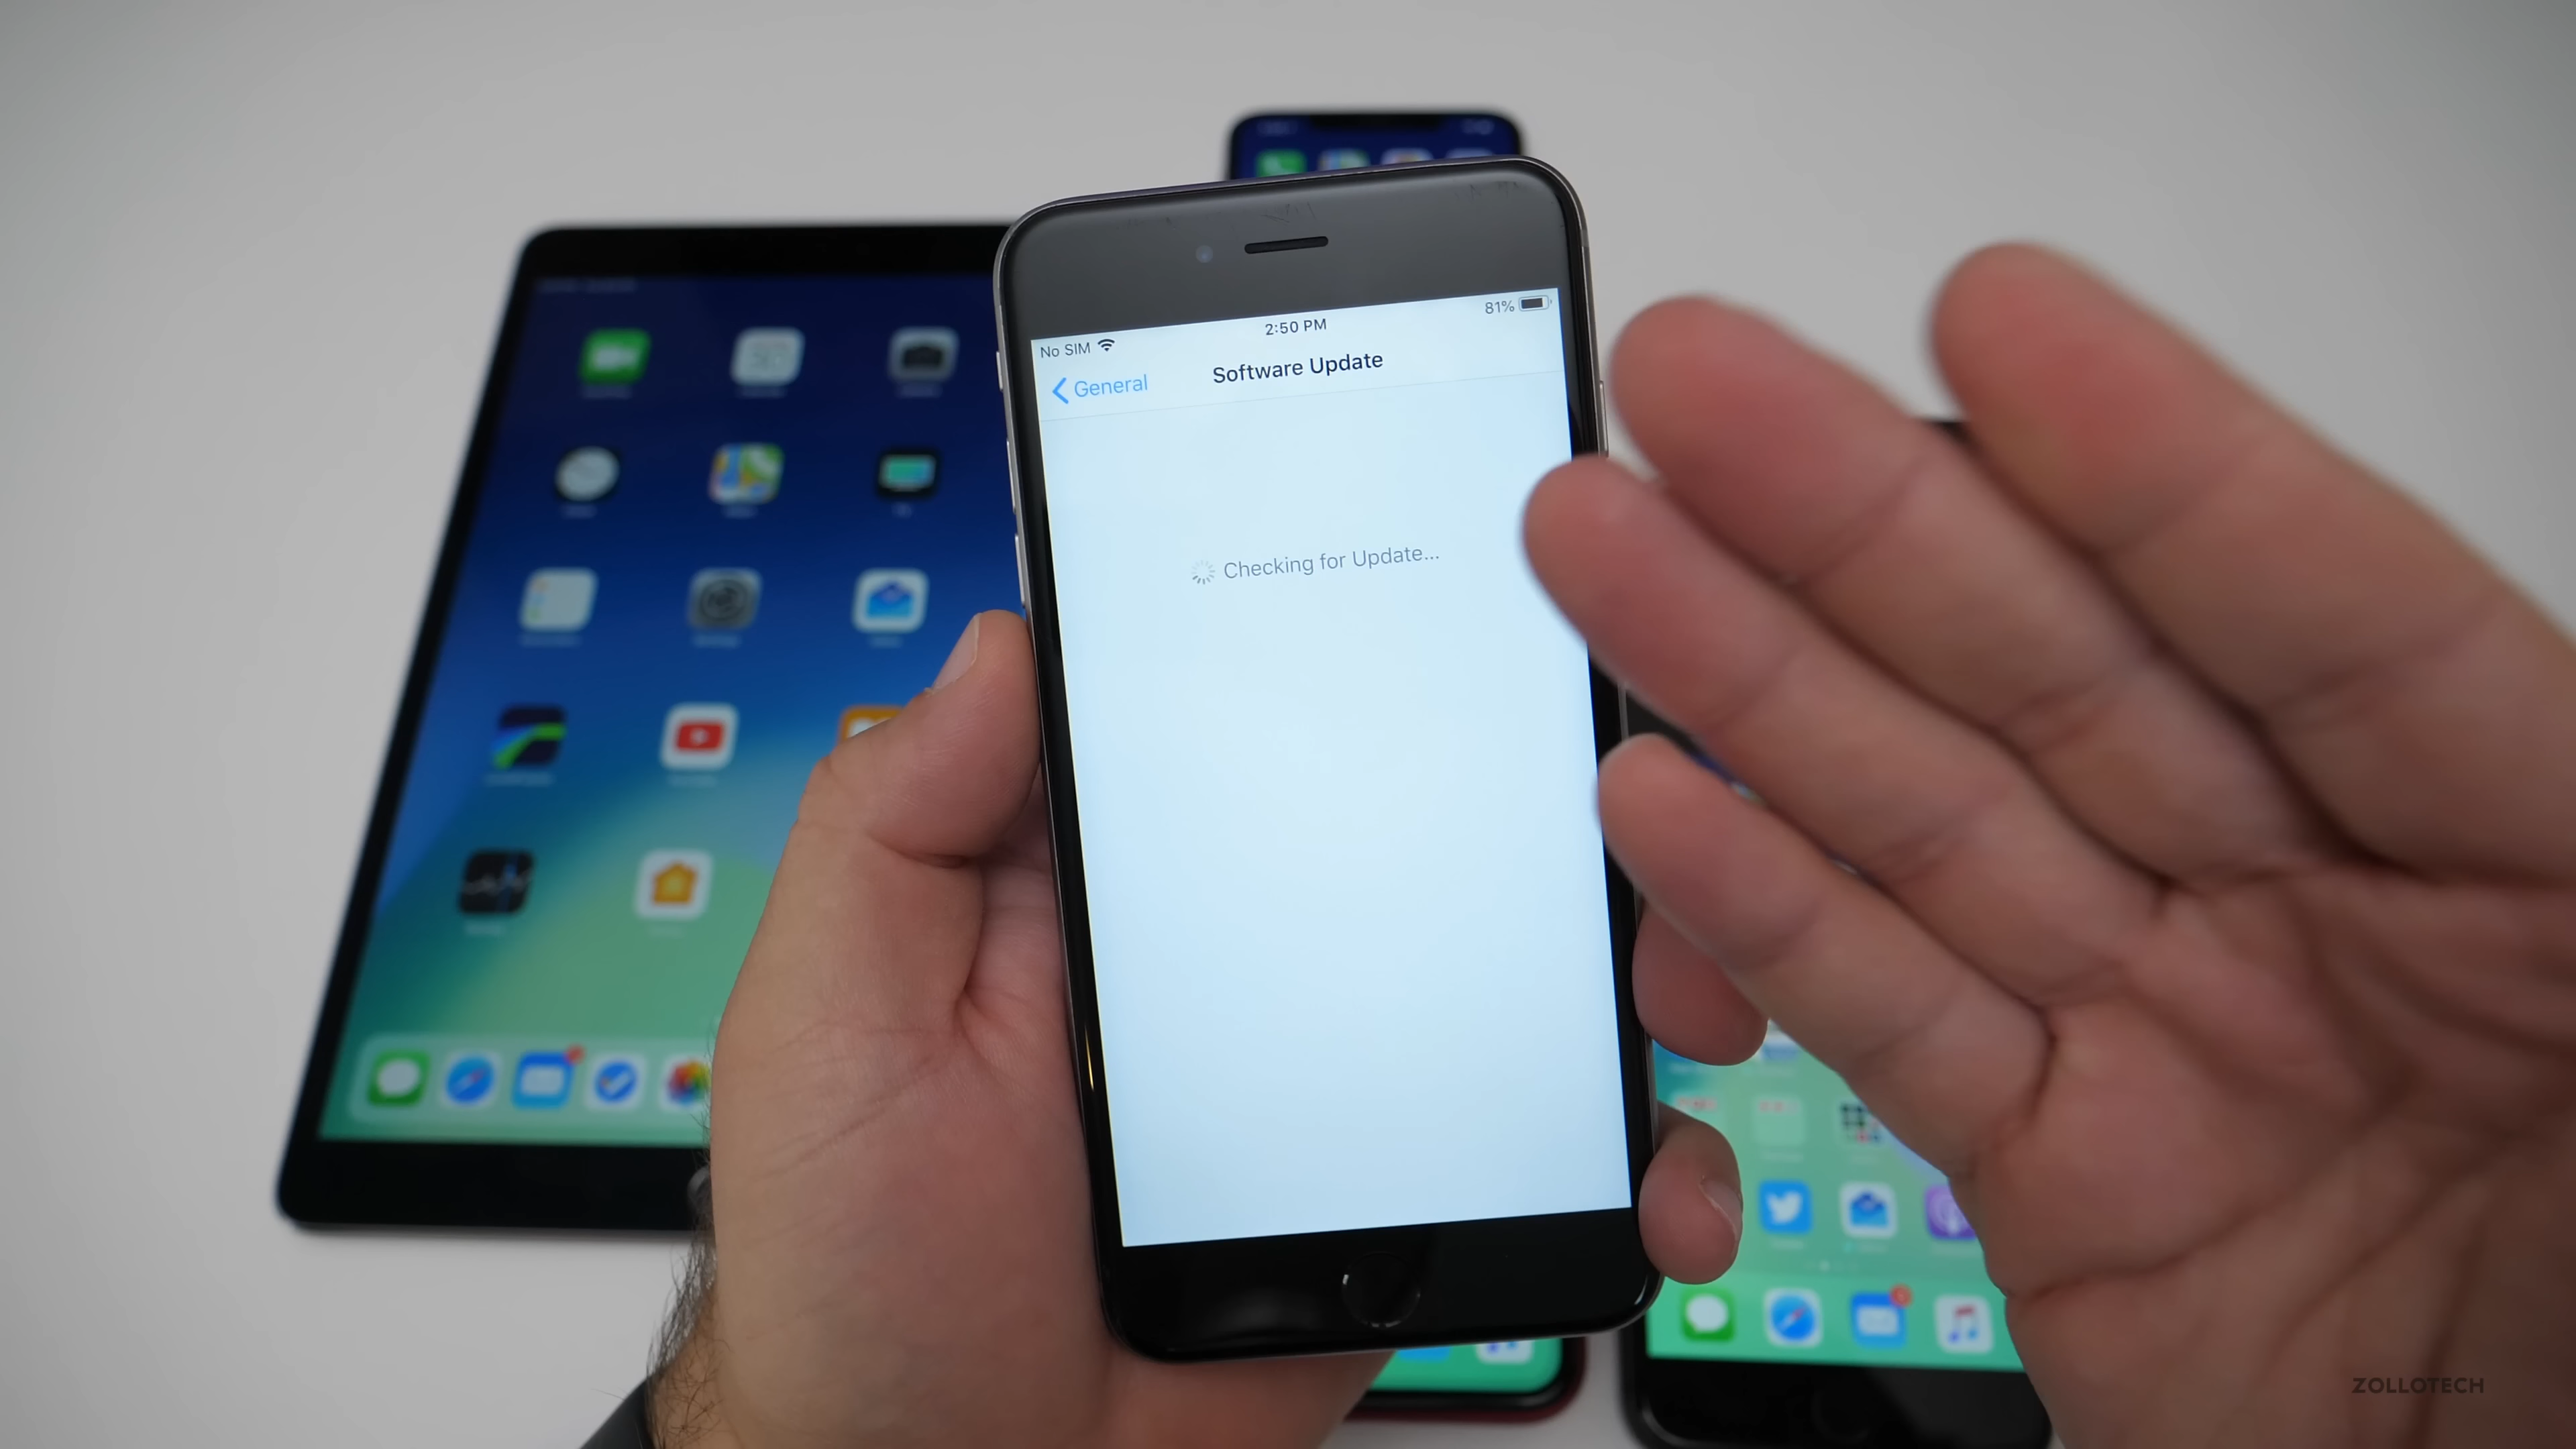 No SIM
2:50 PM
81%
General
Software Update
Checking for Update...
ZOLLOTECH